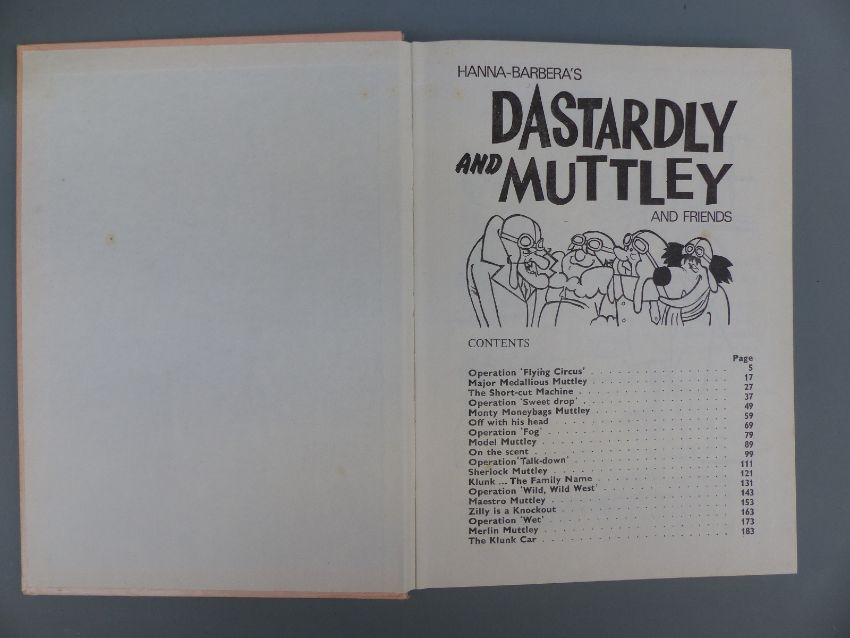 HANNA-BARBERA'S
DASTARDLY
AND MUTTLEY
AND FRIENDS
CONTENTS
Page
Operation 'Flying Circus' . . . . . . . . . . . . 5
Major Medallious Muttley . . . . . . . . . . . . 17
The Short-cut Machine . . . . . . . . . . . . 27
Operation 'Sweet drop' . . . . . . . . . . . . 37
Monty Moneybags Muttley . . . . . . . . . . . . 49
Off with his head . . . . . . . . . . . . 59
Operation 'Fog' . . . . . . . . . . . . 69
Model Muttley . . . . . . . . . . . . 79
On the scent . . . . . . . . . . . . 89
Operation 'Talk-down' . . . . . . . . . . . . 99
Sherlock Muttley . . . . . . . . . . . . 111
Klunk ... The Family Name . . . . . . . . . . . . 121
Operation 'Wild, Wild West' . . . . . . . . . . . . 131
Maestro Muttley . . . . . . . . . . . . 143
Zilly is a Knockout . . . . . . . . . . . . 153
Operation 'Wet' . . . . . . . . . . . . 163
Merlin Muttley . . . . . . . . . . . . 173
The Klunk Car . . . . . . . . . . . . 183